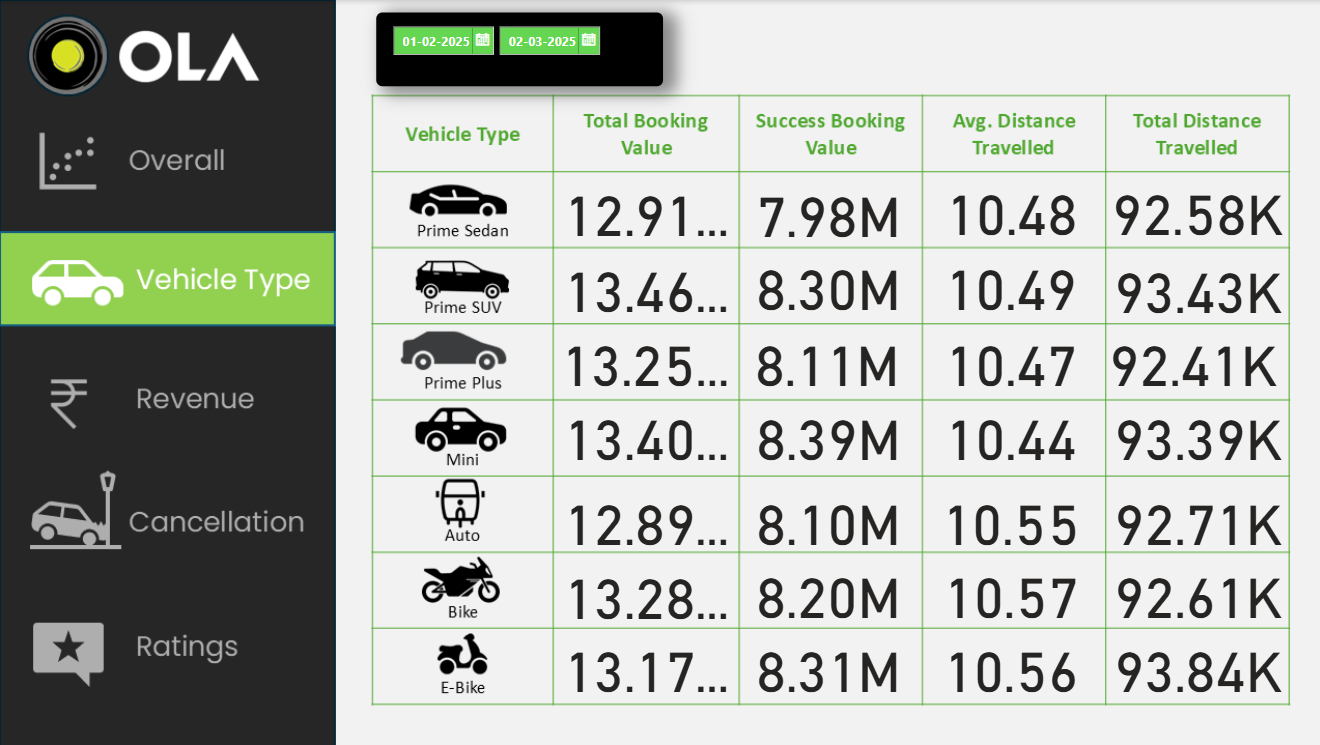 OLA
Overall
Vehicle Type
Revenue
Cancellation
Ratings
01-02-2025 02-03-2025
Vehicle Type Total Booking Value Success Booking Value Avg. Distance Travelled Total Distance Travelled
Prime Sedan 12.91... 7.98M 10.48 92.58K
Prime SUV 13.46... 8.30M 10.49 93.43K
Prime Plus 13.25... 8.11M 10.47 92.41K
Mini 13.40... 8.39M 10.44 93.39K
Auto 12.89... 8.10M 10.55 92.71K
Bike 13.28... 8.20M 10.57 92.61K
E-Bike 13.17... 8.31M 10.56 93.84K